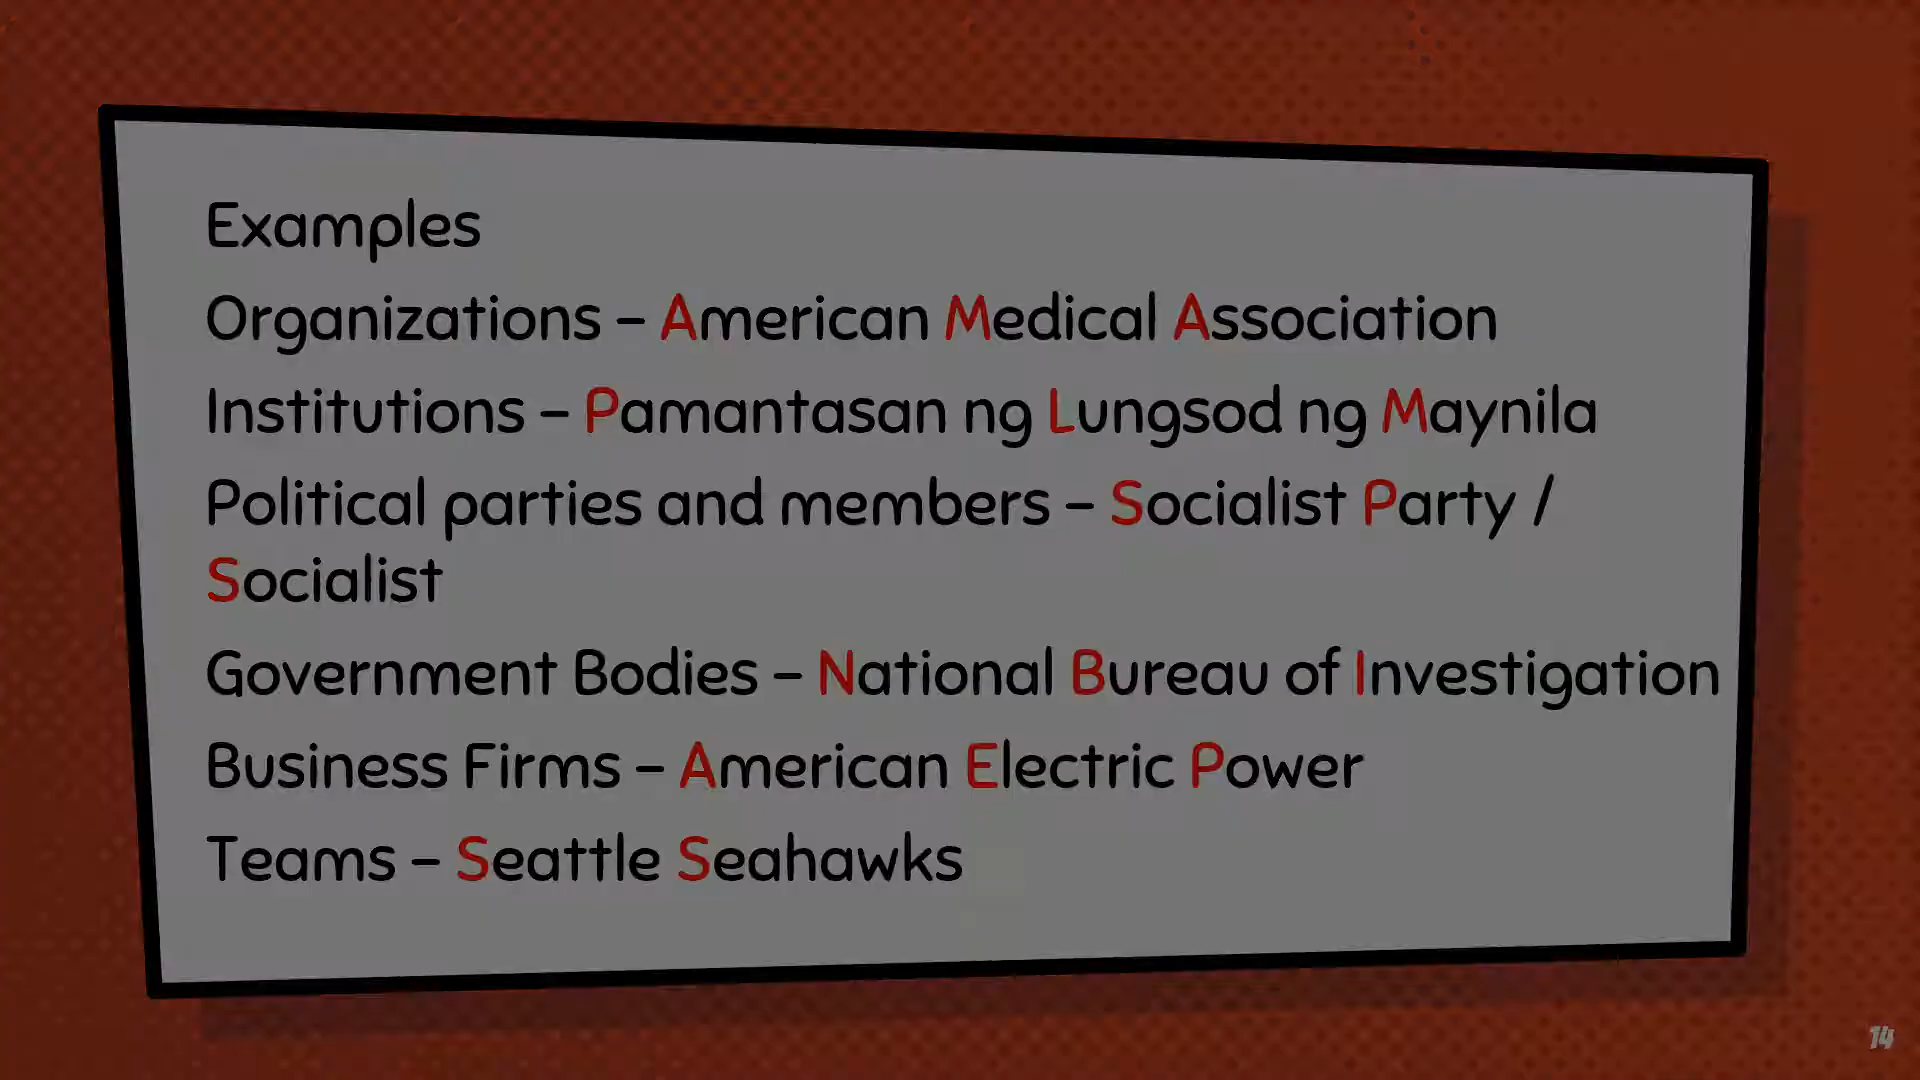 Examples
Organizations – American Medical Association
Institutions – Pamantasan ng Lungsod ng Maynila
Political parties and members – Socialist Party /
Socialist
Government Bodies – National Bureau of Investigation
Business Firms – American Electric Power
Teams – Seattle Seahawks
14